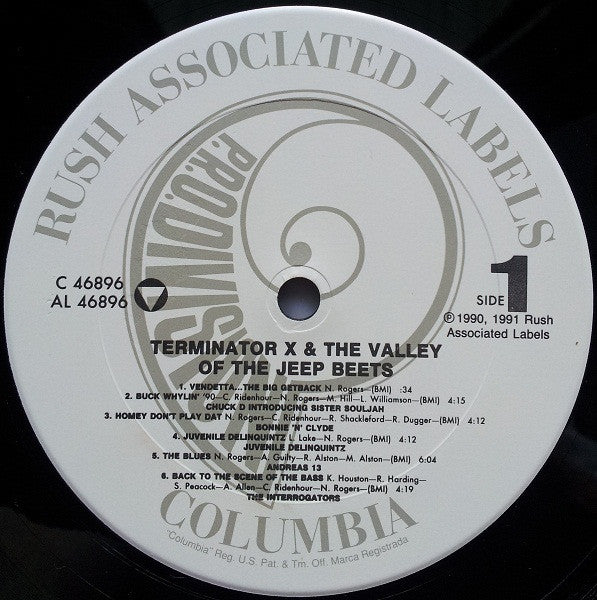 RUSH ASSOCIATED LABELS
P.R.O.DIVISION
C 46896
AL 46896
SIDE 1
℗ 1990, 1991 Rush
Associated Labels
TERMINATOR X & THE VALLEY
OF THE JEEP BEETS
1. VENDETTA...THE BIG GETBACK N. Rogers—(BMI) :34
2. BUCK WHYLIN' '90—C. Ridenhour—N. Rogers—M. Hill—L. Williamson—(BMI) 4:15
CHUCK D INTRODUCING SISTER SOULJAH
3. HOMEY DON'T PLAY DAT N. Rogers—C. Ridenhour—R. Shackleford—R. Dugger—(BMI) 4:12
BONNIE 'N' CLYDE
4. JUVENILE DELINQUINTZ L. Lake—N. Rogers—(BMI) 4:12
JUVENILE DELINQUINTZ
5. THE BLUES N. Rogers—A. Guilty—R. Alston—M. Alston—(BMI) 6:04
ANDREAS 13
6. BACK TO THE SCENE OF THE BASS K. Houston—R. Harding—
S. Peacock—A. Allen—C. Ridenhour—N. Rogers—(BMI) 4:19
THE INTERROGATORS
COLUMBIA
"Columbia" Reg. U.S. Pat. & Tm. Off. Marca Registrada